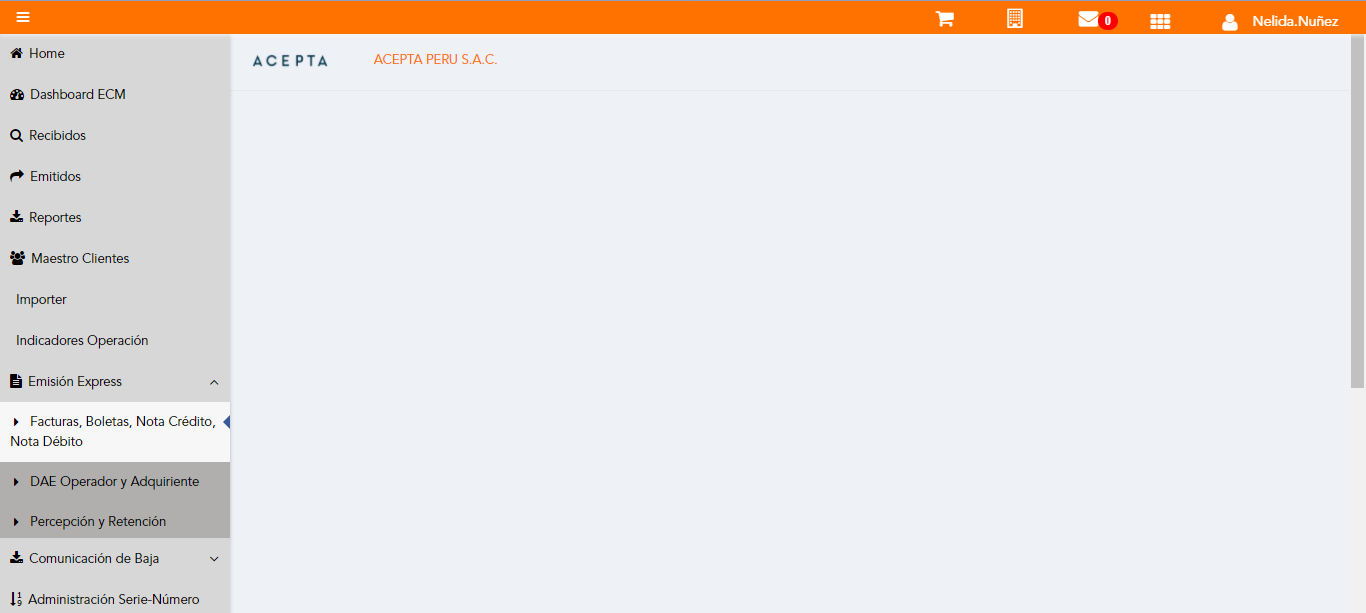 0
Nelida.Nuñez
Home
ACEPTA
ACEPTA PERU S.A.C.
Dashboard ECM
Recibidos
Emitidos
Reportes
Maestro Clientes
Importer
Indicadores Operación
Emisión Express
Facturas, Boletas, Nota Crédito,
Nota Débito
DAE Operador y Adquiriente
Percepción y Retención
Comunicación de Baja
Administración Serie-Número